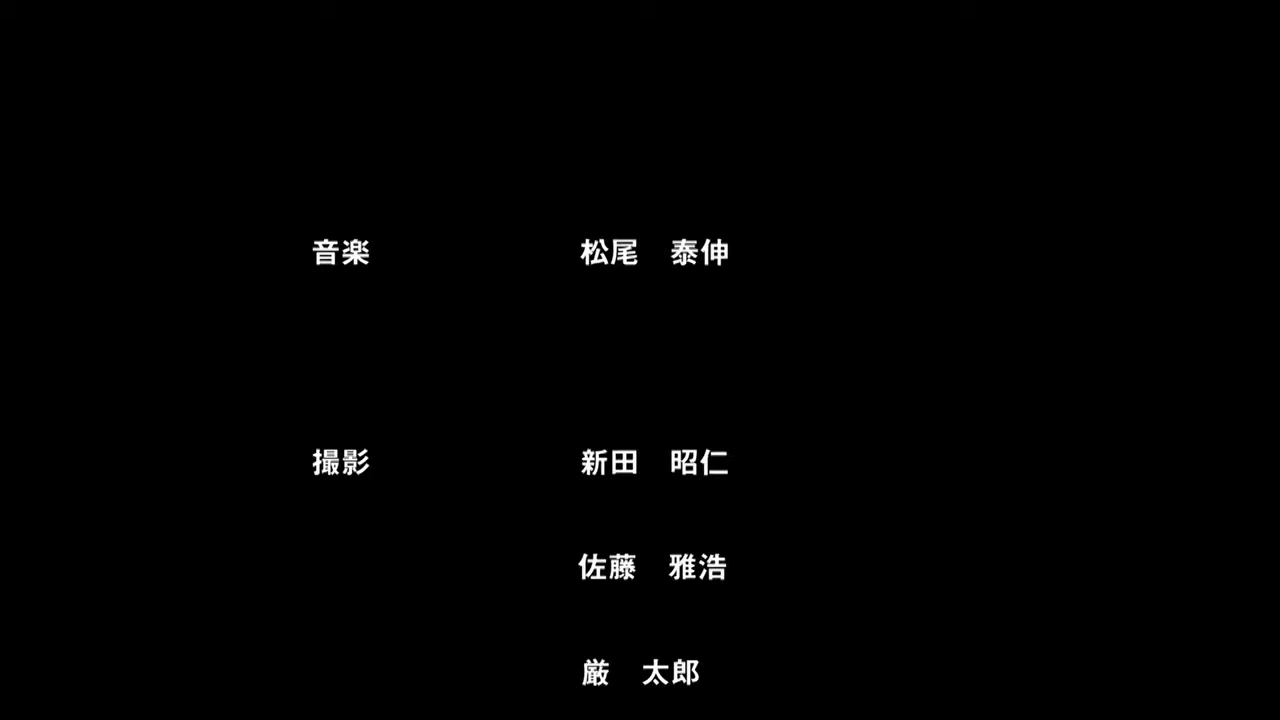 音楽　松尾　泰伸
撮影　新田　昭仁
佐藤　雅浩
厳　太郎